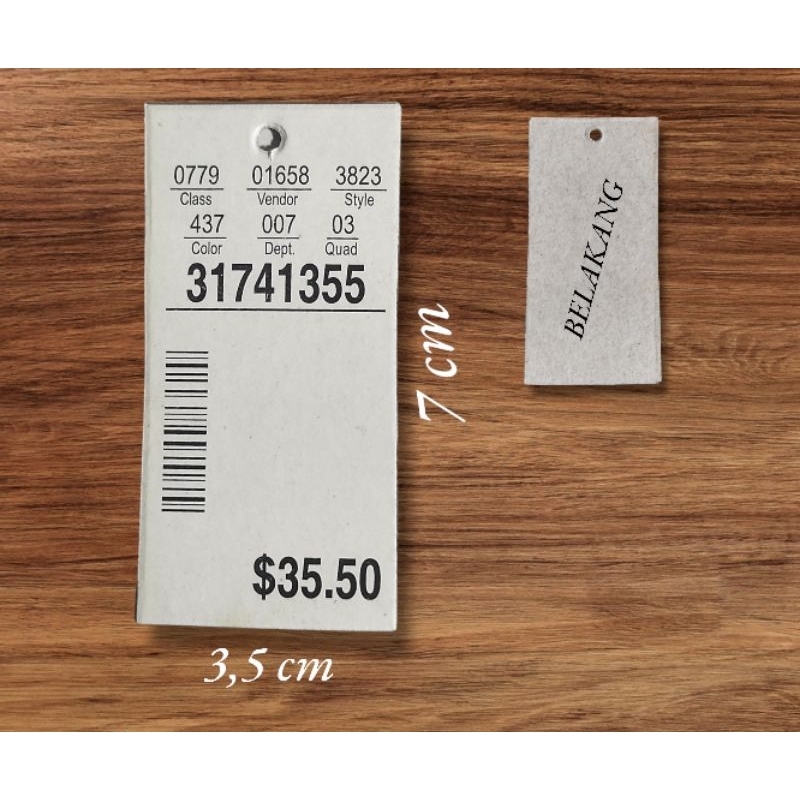 0779 01658 3823
Class Vendor Style
437 007 03
Color Dept. Quad
31741355
$35.50
7 cm
3,5 cm
BELAKANG